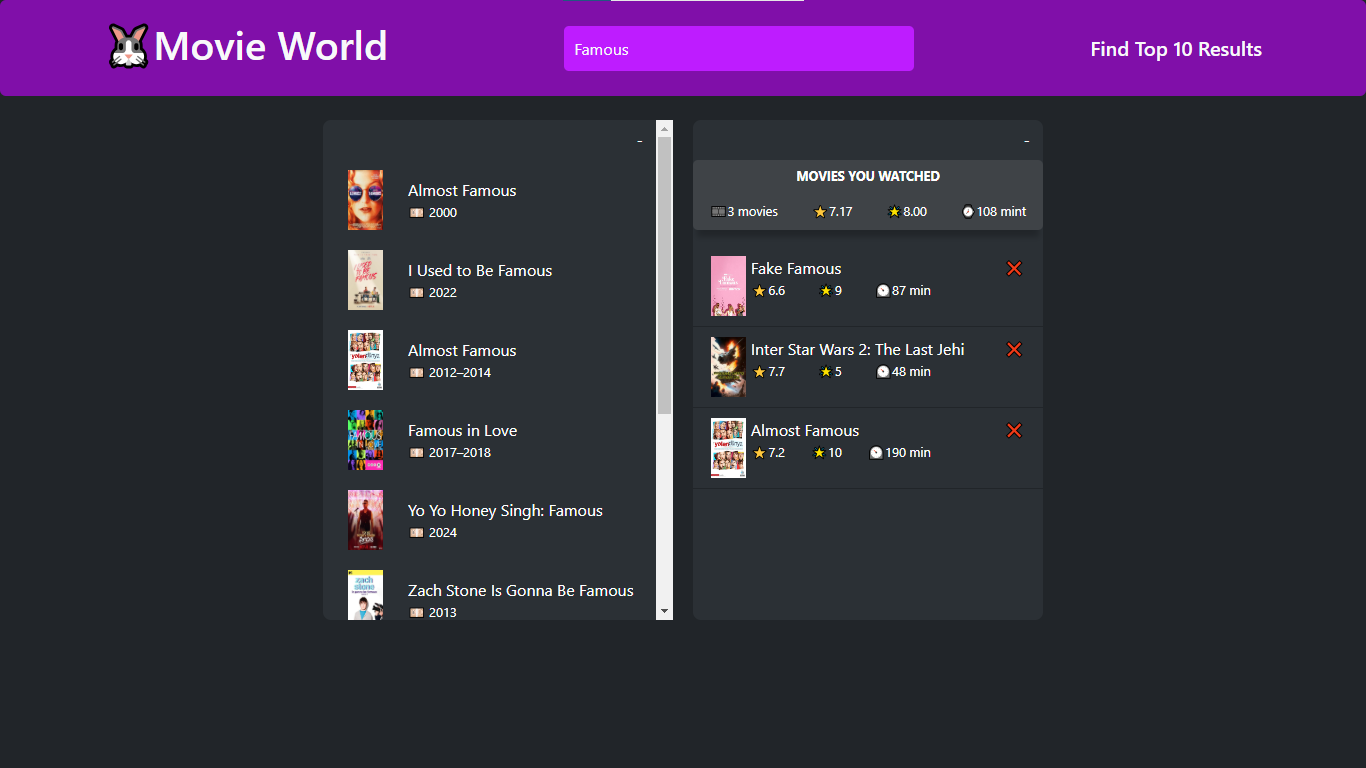 Movie World
Famous
Find Top 10 Results
-
Almost Famous
2000
I Used to Be Famous
2022
Almost Famous
2012–2014
Famous in Love
2017–2018
Yo Yo Honey Singh: Famous
2024
Zach Stone Is Gonna Be Famous
2013
-
MOVIES YOU WATCHED
3 movies 7.17 8.00 108 mint
Fake Famous
6.6 9 87 min
Inter Star Wars 2: The Last Jehi
7.7 5 48 min
Almost Famous
7.2 10 190 min